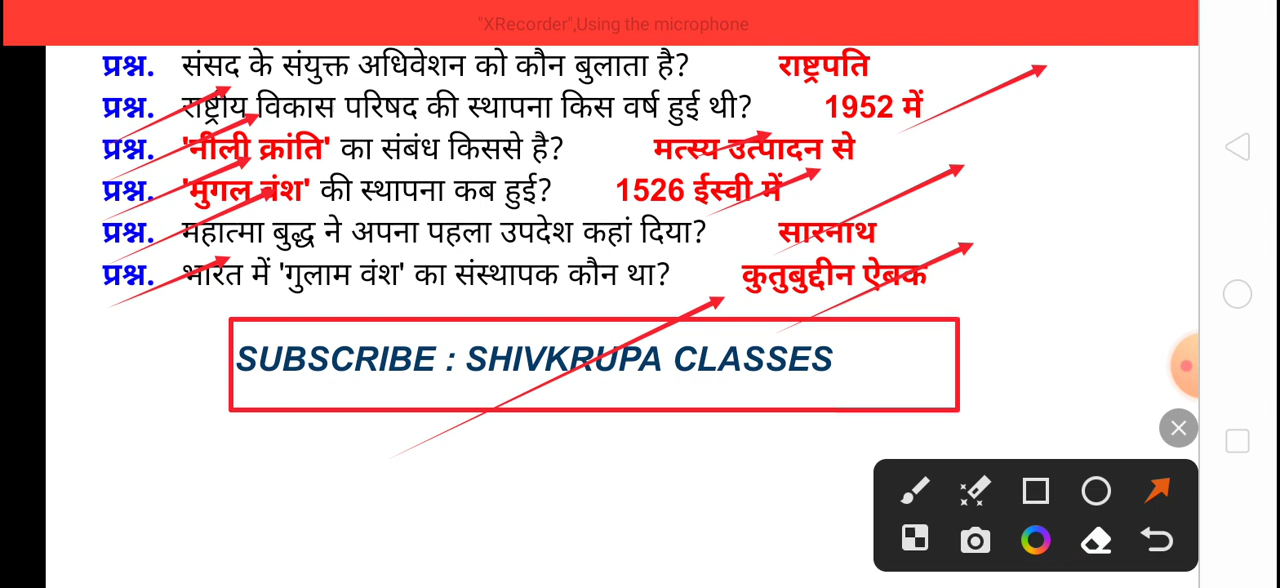 "XRecorder",Using the microphone
प्रश्न. संसद के संयुक्त अधिवेशन को कौन बुलाता है? राष्ट्रपति
प्रश्न. राष्ट्रीय विकास परिषद की स्थापना किस वर्ष हुई थी? 1952 में
प्रश्न. 'नीली क्रांति' का संबंध किससे है? मत्स्य उत्पादन से
प्रश्न. 'मुगल वंश' की स्थापना कब हुई? 1526 ईस्वी में
प्रश्न. महात्मा बुद्ध ने अपना पहला उपदेश कहां दिया? सारनाथ
प्रश्न. भारत में 'गुलाम वंश' का संस्थापक कौन था? कुतुबुद्दीन ऐबक
SUBSCRIBE : SHIVKRUPA CLASSES